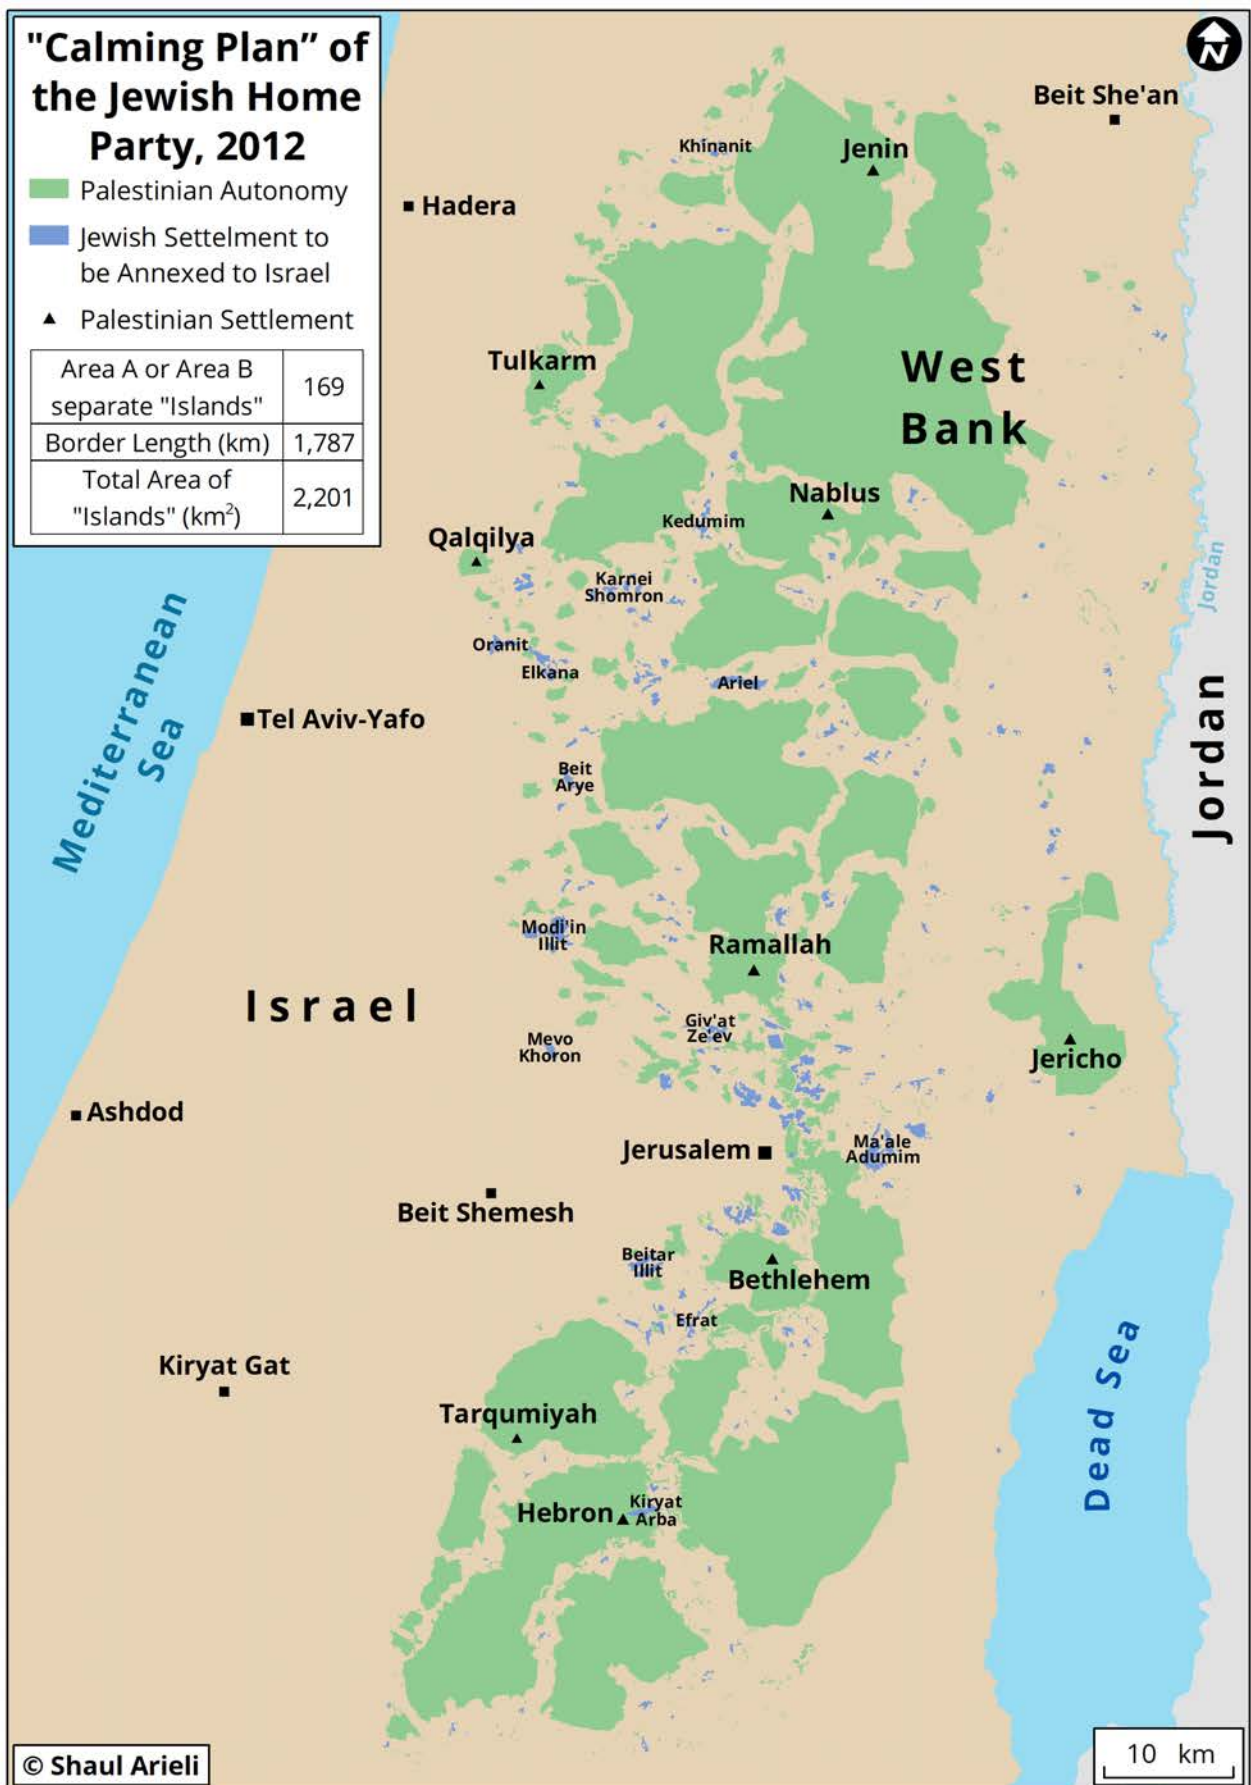 "Calming Plan” of
the Jewish Home
Party, 2012
Palestinian Autonomy
Jewish Settelment to
be Annexed to Israel
Palestinian Settlement
Area A or Area B
separate "Islands"
169
Border Length (km)
1,787
Total Area of
"Islands" (km²)
2,201
N
Beit She'an
Khinanit
Jenin
Hadera
Tulkarm
West
Bank
Nablus
Kedumim
Qalqilya
Karnei
Shomron
Jordan
Oranit
Elkana
Ariel
Mediterranean
Sea
Tel Aviv-Yafo
Jordan
Beit
Arye
Modi'in
Illit
Ramallah
Israel
Giv'at
Ze'ev
Mevo
Khoron
Jericho
Ashdod
Jerusalem
Ma'ale
Adumim
Beit Shemesh
Beitar
Illit
Bethlehem
Efrat
Kiryat Gat
Dead Sea
Tarqumiyah
Hebron
Kiryat
Arba
© Shaul Arieli
10 km